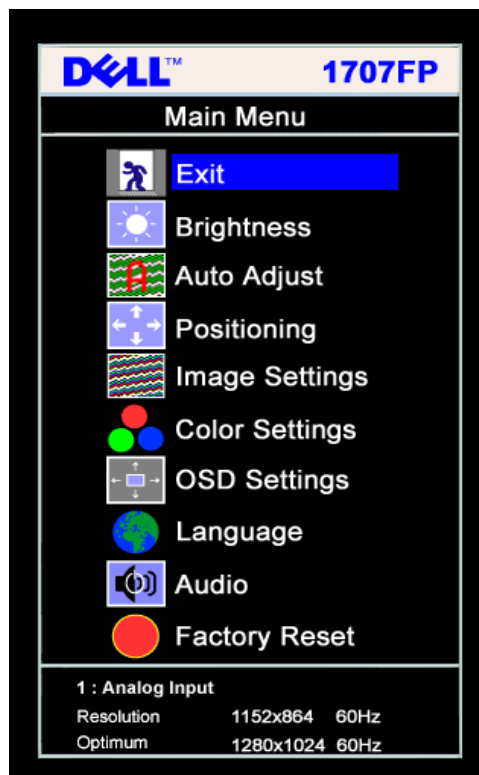 DELL™ 1707FP
Main Menu
Exit
Brightness
Auto Adjust
Positioning
Image Settings
Color Settings
OSD Settings
Language
Audio
Factory Reset
1 : Analog Input
Resolution 1152x864 60Hz
Optimum 1280x1024 60Hz